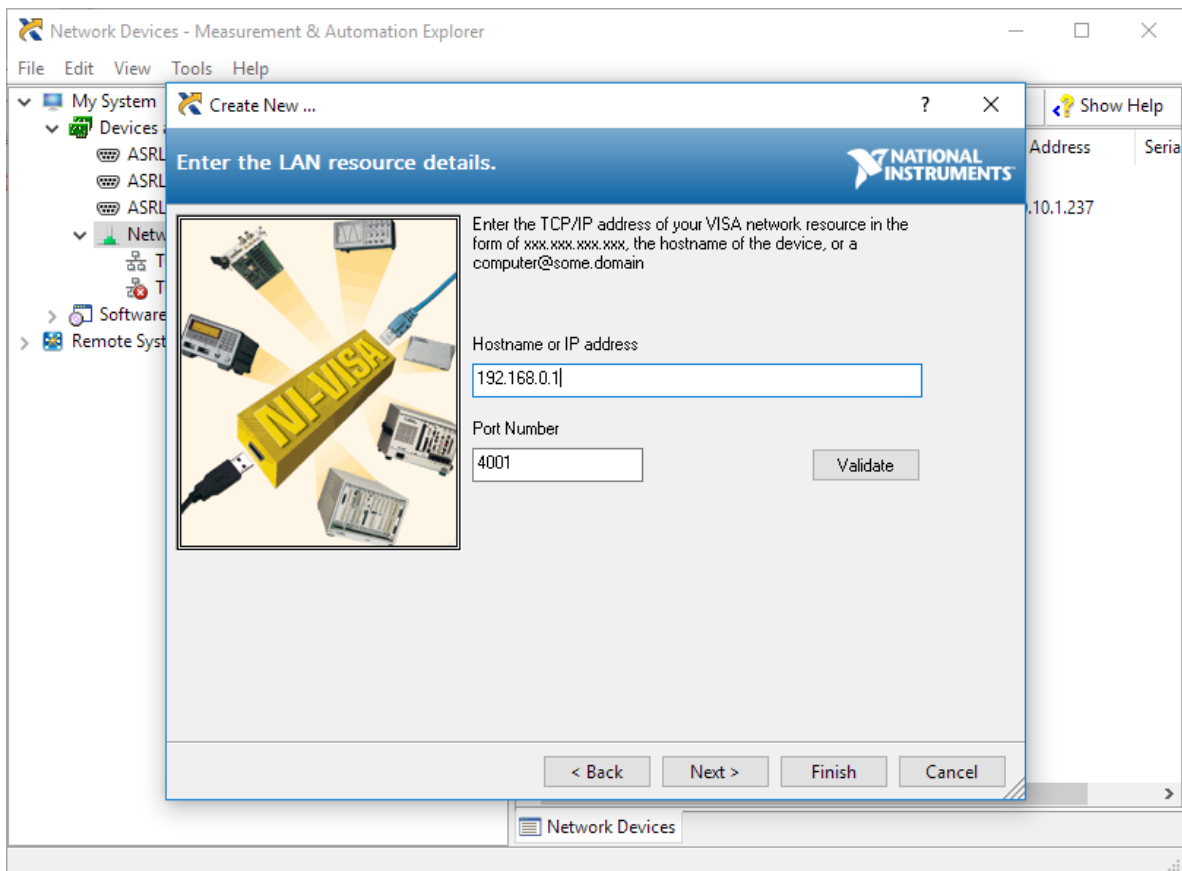 Network Devices - Measurement & Automation Explorer
File Edit View Tools Help
My System
Devices
ASRL
ASRL
ASRL
Netw
T
T
Software
Remote Syst
Create New ...
?
Show Help
Enter the LAN resource details.
NATIONAL
INSTRUMENTS
Address Seria
.10.1.237
Enter the TCP/IP address of your VISA network resource in the
form of xxx.xxx.xxx.xxx, the hostname of the device, or a
computer@some.domain
NI-VISA
Hostname or IP address
192.168.0.1
Port Number
4001
Validate
< Back Next > Finish Cancel
Network Devices